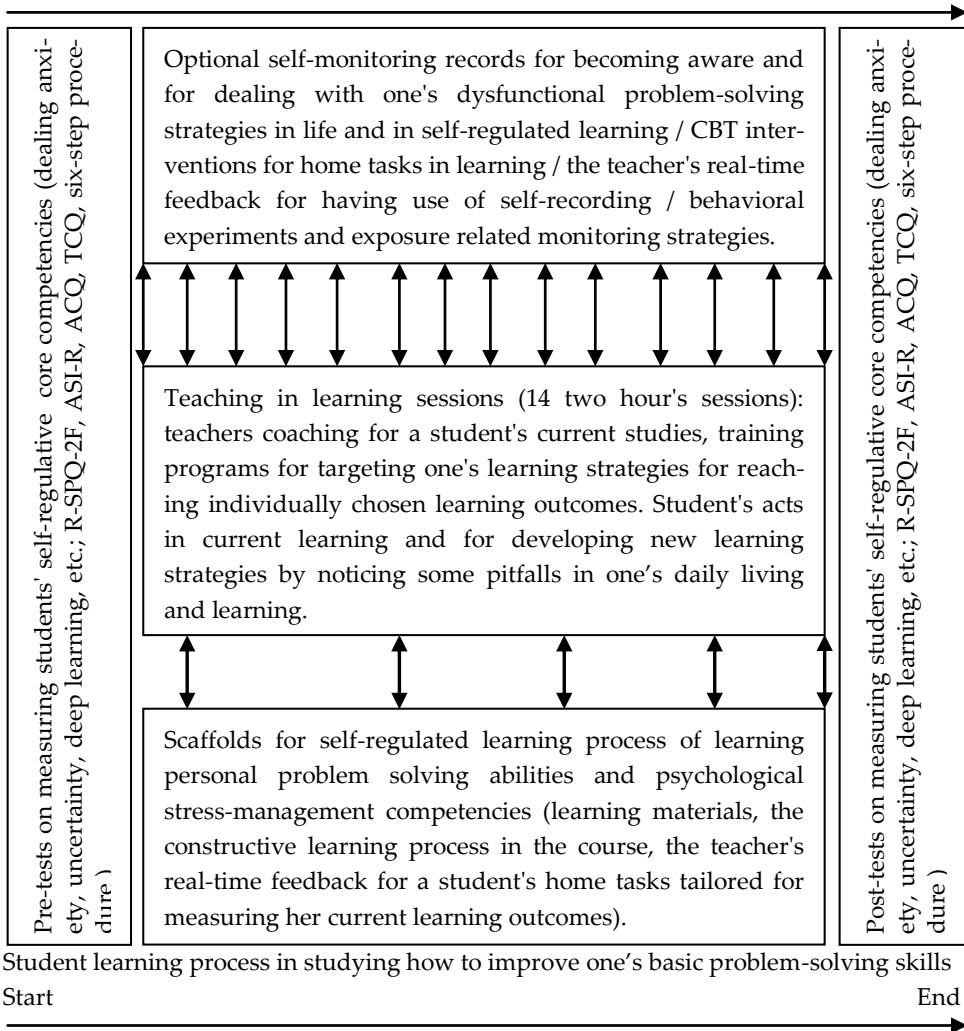 Pre-tests on measuring students' self-regulative core competencies (dealing anxi-
ety, uncertainty, deep learning, etc.; R-SPQ-2F, ASI-R, ACQ, TCQ, six-step proce-
dure )
Optional self-monitoring records for becoming aware and
for dealing with one's dysfunctional problem-solving
strategies in life and in self-regulated learning / CBT inter-
ventions for home tasks in learning / the teacher's real-time
feedback for having use of self-recording / behavioral
experiments and exposure related monitoring strategies.
Teaching in learning sessions (14 two hour's sessions):
teachers coaching for a student's current studies, training
programs for targeting one's learning strategies for reach-
ing individually chosen learning outcomes. Student's acts
in current learning and for developing new learning
strategies by noticing some pitfalls in one’s daily living
and learning.
Scaffolds for self-regulated learning process of learning
personal problem solving abilities and psychological
stress-management competencies (learning materials, the
constructive learning process in the course, the teacher's
real-time feedback for a student's home tasks tailored for
measuring her current learning outcomes).
Post-tests on measuring students' self-regulative core competencies (dealing anxi-
ety, uncertainty, deep learning, etc.; R-SPQ-2F, ASI-R, ACQ, TCQ, six-step proce-
dure )
Student learning process in studying how to improve one’s basic problem-solving skills
Start End